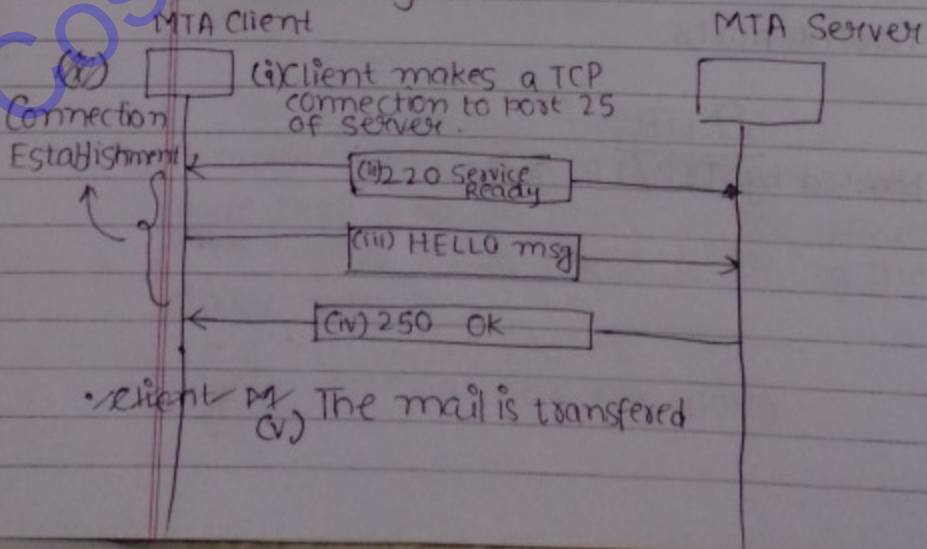 MTA Client
MTA Server
(a)
Connection
Establishment
(i) Client makes a TCP
connection to port 25
of server.
(ii) 220 Service
Ready
(iii) HELLO msg
(iv) 250 OK
(v) The mail is transfered